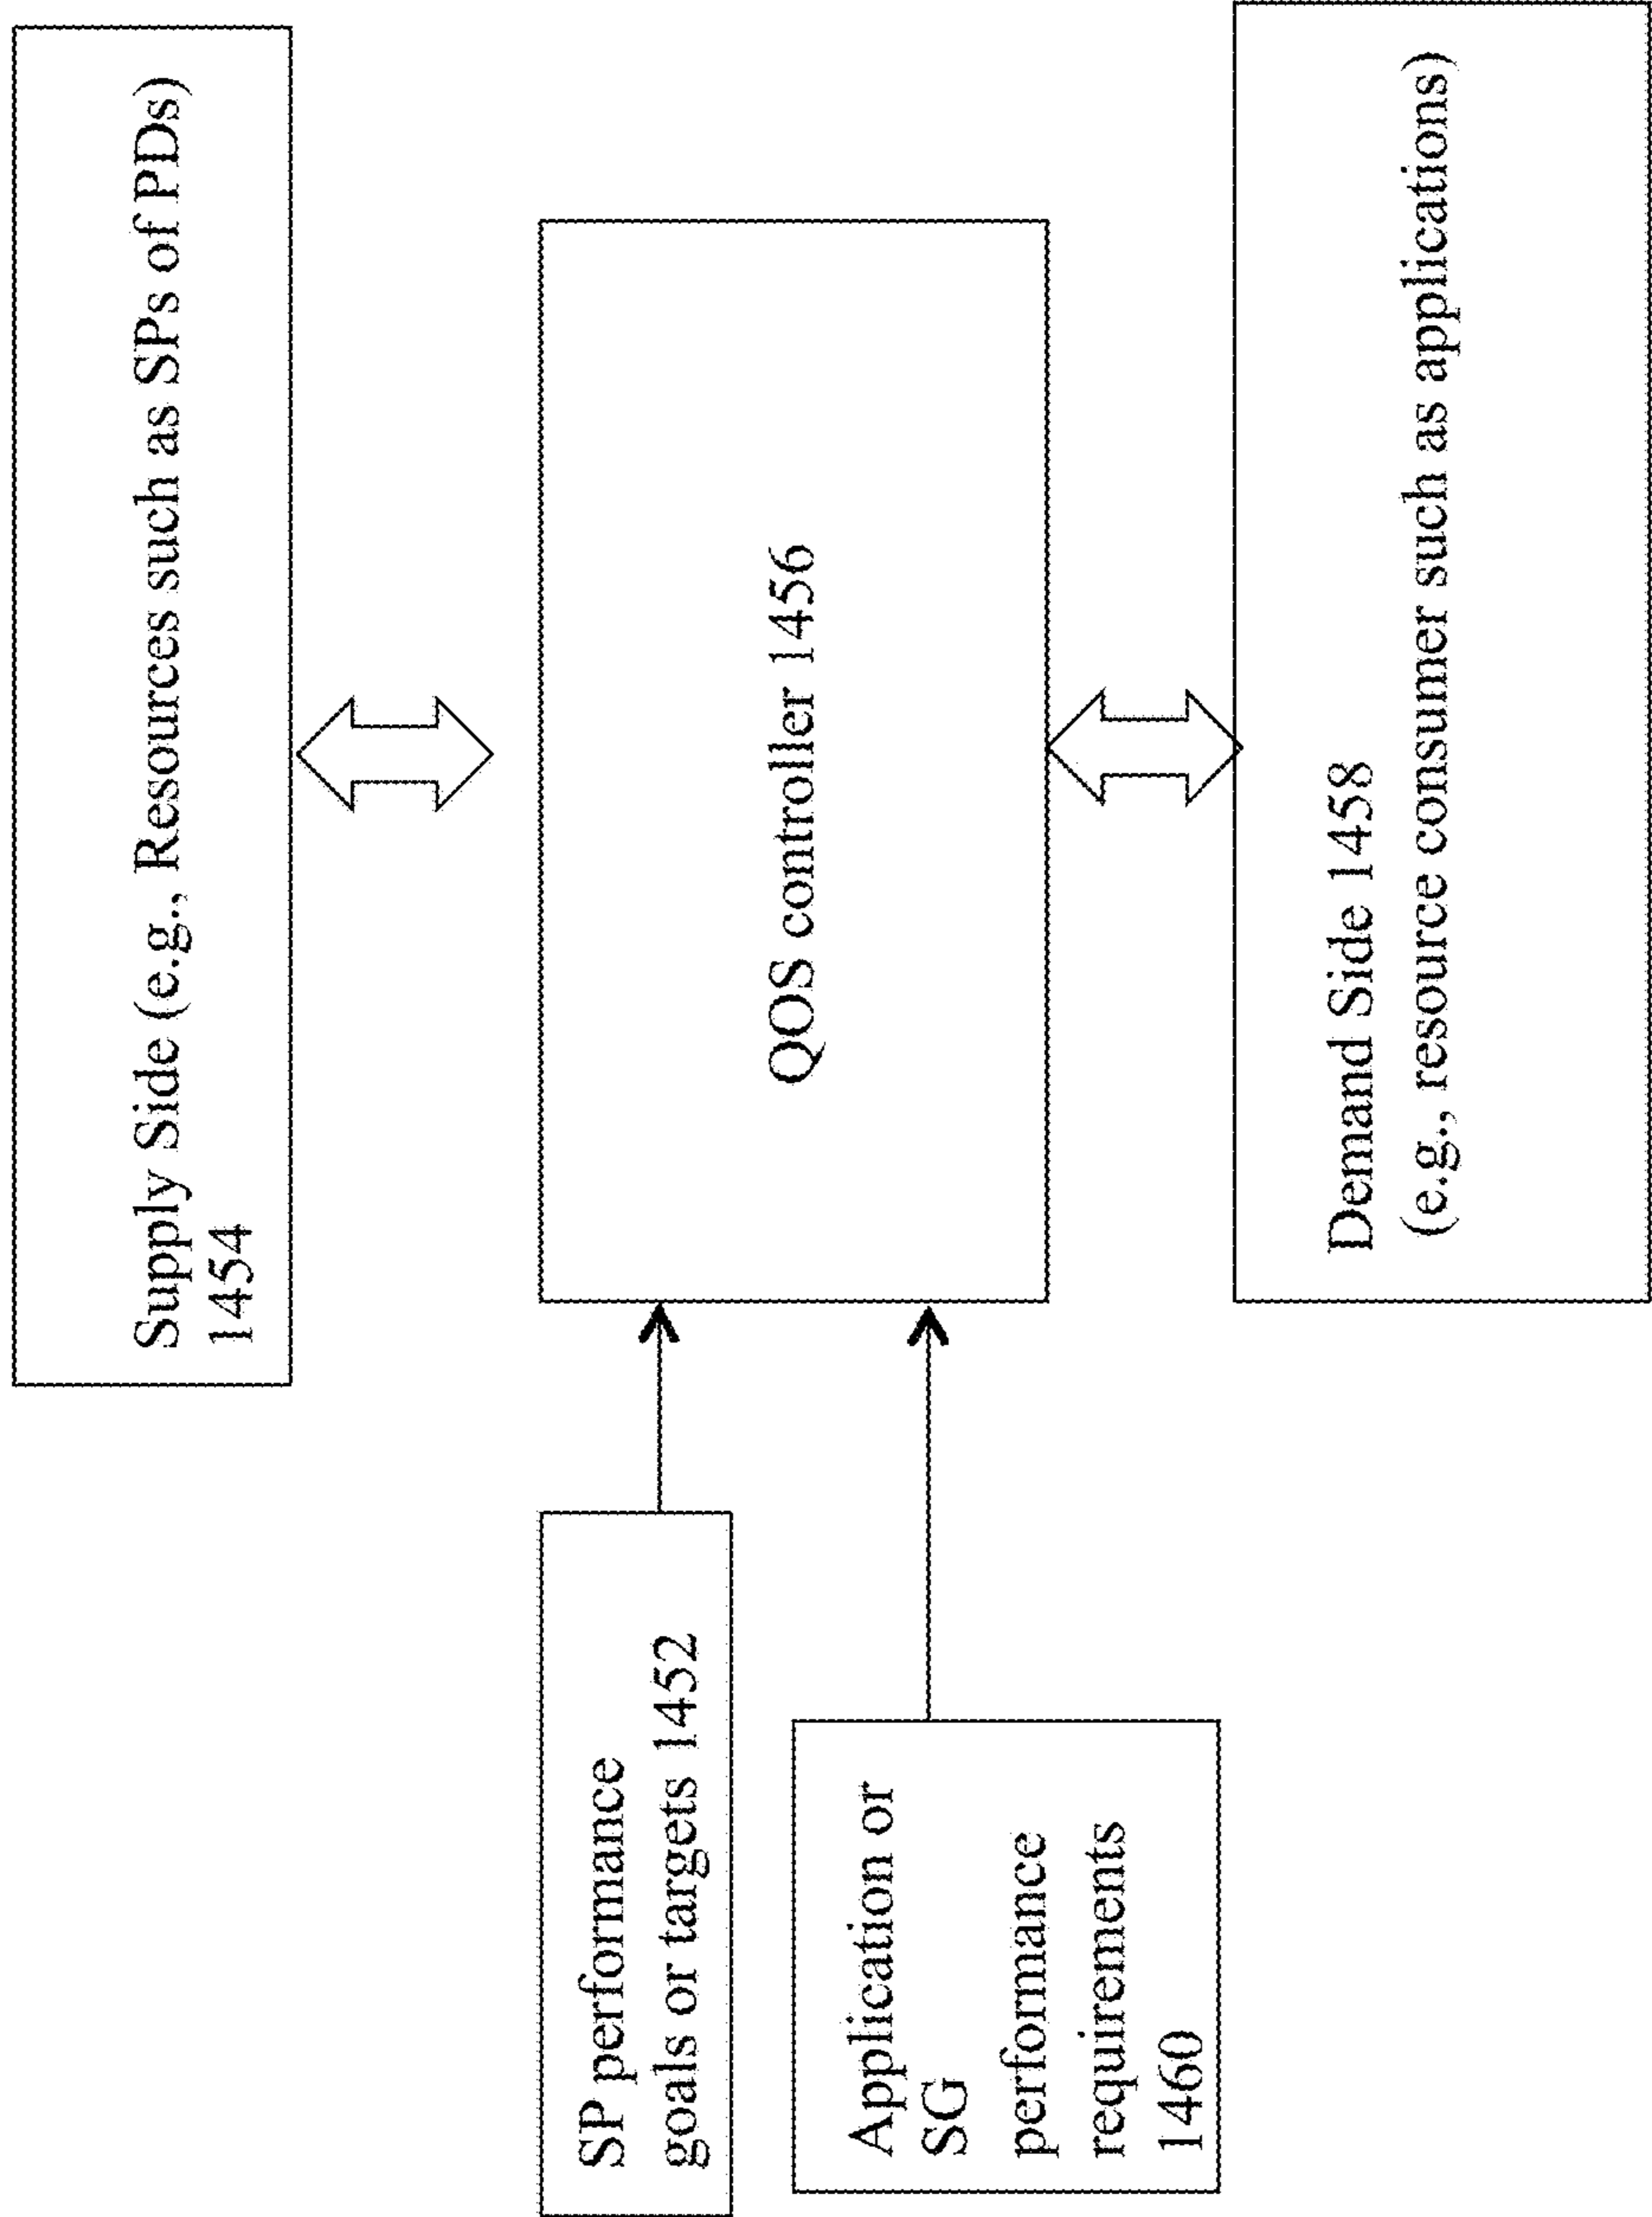 Supply Side (e.g., Resources such as SPs of PDs)
1454
SP performance
goals or targets 1452
QOS controller 1456
Application or
SG
performance
requirements
1460
Demand Side 1458
(e.g., resource consumer such as applications)